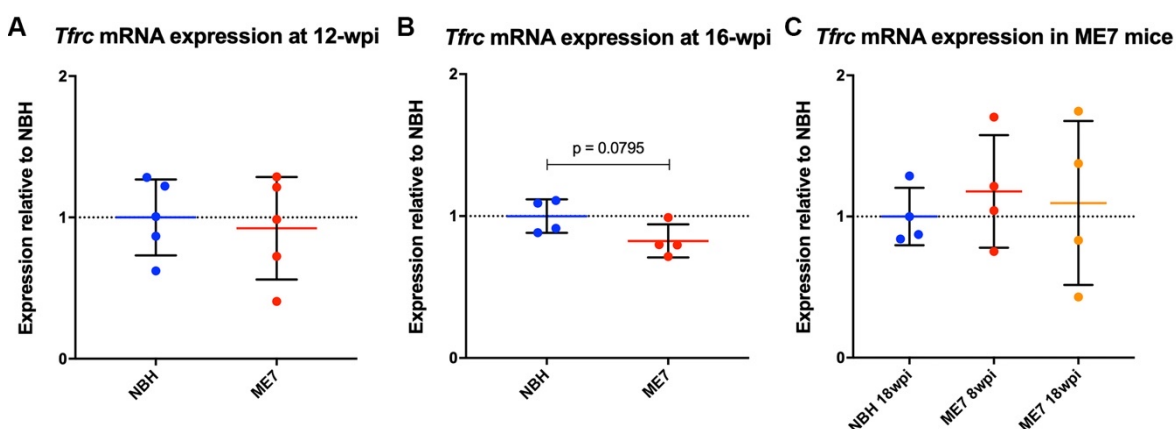 A
Tfrc mRNA expression at 12-wpi
Expression relative to NBH
2
1
0
NBH
ME7
B
Tfrc mRNA expression at 16-wpi
Expression relative to NBH
2
1
0
p = 0.0795
NBH
ME7
C
Tfrc mRNA expression in ME7 mice
Expression relative to NBH
2
1
0
NBH 18wpi
ME7 8wpi
ME7 18wpi